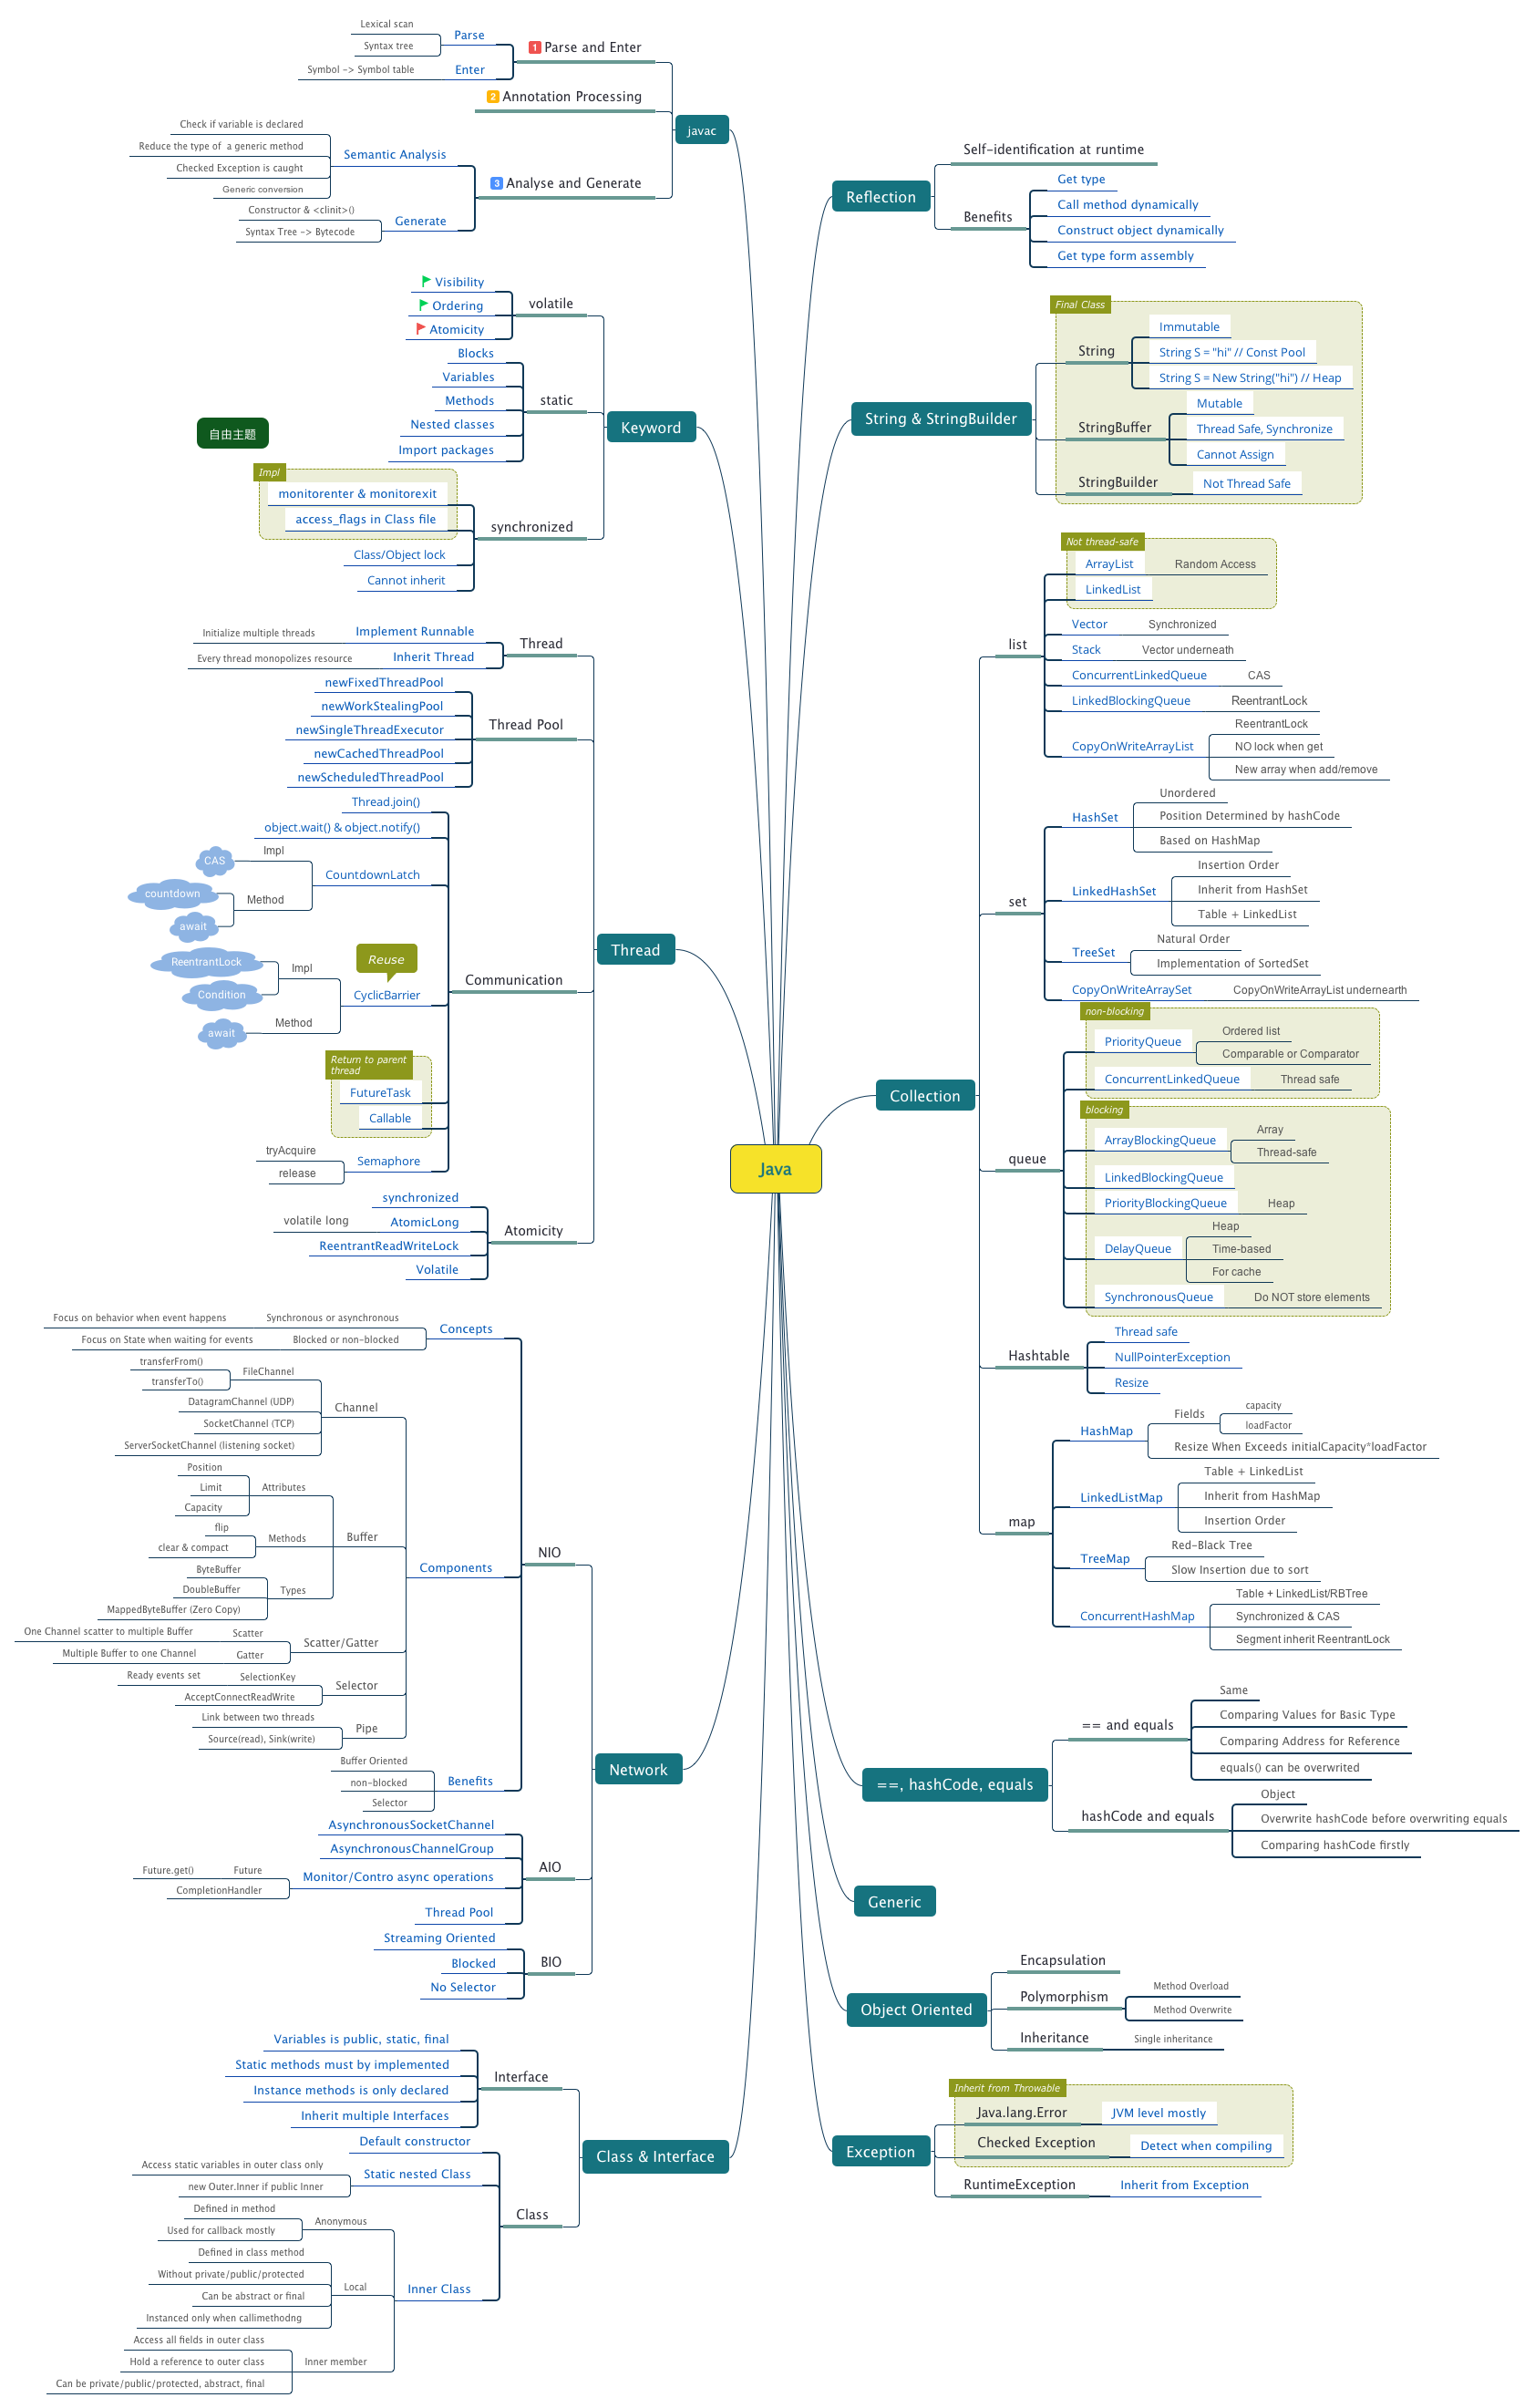 Java
javac
1 Parse and Enter
Parse
Lexical scan
Syntax tree
Enter
Symbol -> Symbol table
2 Annotation Processing
3 Analyse and Generate
Semantic Analysis
Check if variable is declared
Reduce the type of a generic method
Checked Exception is caught
Generic conversion
Generate
Constructor & <clinit>()
Syntax Tree -> Bytecode
Keyword
volatile
Visibility
Ordering
Atomicity
static
Blocks
Variables
Methods
Nested classes
Import packages
synchronized
Impl
monitorenter & monitorexit
access_flags in Class file
Class/Object lock
Cannot inherit
自由主题
Thread
Thread
Implement Runnable
Initialize multiple threads
Inherit Thread
Every thread monopolizes resource
Thread Pool
newFixedThreadPool
newWorkStealingPool
newSingleThreadExecutor
newCachedThreadPool
newScheduledThreadPool
Communication
Thread.join()
object.wait() & object.notify()
CountdownLatch
Impl
CAS
Method
countdown
await
Reuse
CyclicBarrier
Impl
ReentrantLock
Condition
Method
await
Return to parent
thread
FutureTask
Callable
Semaphore
tryAcquire
release
Atomicity
synchronized
AtomicLong
volatile long
ReentrantReadWriteLock
Volatile
Network
NIO
Concepts
Synchronous or asynchronous
Focus on behavior when event happens
Blocked or non-blocked
Focus on State when waiting for events
Components
Channel
FileChannel
transferFrom()
transferTo()
DatagramChannel (UDP)
SocketChannel (TCP)
ServerSocketChannel (listening socket)
Buffer
Attributes
Position
Limit
Capacity
Methods
flip
clear & compact
Types
ByteBuffer
DoubleBuffer
MappedByteBuffer (Zero Copy)
Scatter/Gatter
Scatter
One Channel scatter to multiple Buffer
Gatter
Multiple Buffer to one Channel
Selector
SelectionKey
Ready events set
AcceptConnectReadWrite
Pipe
Link between two threads
Source(read), Sink(write)
Benefits
Buffer Oriented
non-blocked
Selector
AIO
AsynchronousSocketChannel
AsynchronousChannelGroup
Monitor/Contro async operations
Future
Future.get()
CompletionHandler
Thread Pool
BIO
Streaming Oriented
Blocked
No Selector
Class & Interface
Interface
Variables is public, static, final
Static methods must by implemented
Instance methods is only declared
Inherit multiple Interfaces
Class
Default constructor
Static nested Class
Access static variables in outer class only
new Outer.Inner if public Inner
Inner Class
Anonymous
Defined in method
Used for callback mostly
Local
Defined in class method
Without private/public/protected
Can be abstract or final
Instanced only when callimethodng
Inner member
Access all fields in outer class
Hold a reference to outer class
Can be private/public/protected, abstract, final
Reflection
Self-identification at runtime
Benefits
Get type
Call method dynamically
Construct object dynamically
Get type form assembly
String & StringBuilder
Final Class
String
Immutable
String S = "hi" // Const Pool
String S = New String("hi") // Heap
StringBuffer
Mutable
Thread Safe, Synchronize
Cannot Assign
StringBuilder
Not Thread Safe
Collection
list
Not thread-safe
ArrayList
Random Access
LinkedList
Vector
Synchronized
Stack
Vector underneath
ConcurrentLinkedQueue
CAS
LinkedBlockingQueue
ReentrantLock
CopyOnWriteArrayList
ReentrantLock
NO lock when get
New array when add/remove
set
HashSet
Unordered
Position Determined by hashCode
Based on HashMap
LinkedHashSet
Insertion Order
Inherit from HashSet
Table + LinkedList
TreeSet
Natural Order
Implementation of SortedSet
CopyOnWriteArraySet
CopyOnWriteArrayList undernearth
queue
non-blocking
PriorityQueue
Ordered list
Comparable or Comparator
ConcurrentLinkedQueue
Thread safe
blocking
ArrayBlockingQueue
Array
Thread-safe
LinkedBlockingQueue
PriorityBlockingQueue
Heap
DelayQueue
Heap
Time-based
For cache
SynchronousQueue
Do NOT store elements
Hashtable
Thread safe
NullPointerException
Resize
map
HashMap
Fields
capacity
loadFactor
Resize When Exceeds initialCapacity*loadFactor
LinkedListMap
Table + LinkedList
Inherit from HashMap
Insertion Order
TreeMap
Red-Black Tree
Slow Insertion due to sort
ConcurrentHashMap
Table + LinkedList/RBTree
Synchronized & CAS
Segment inherit ReentrantLock
==, hashCode, equals
== and equals
Same
Comparing Values for Basic Type
Comparing Address for Reference
equals() can be overwrited
hashCode and equals
Object
Overwrite hashCode before overwriting equals
Comparing hashCode firstly
Generic
Object Oriented
Encapsulation
Polymorphism
Method Overload
Method Overwrite
Inheritance
Single inheritance
Exception
Inherit from Throwable
Java.lang.Error
JVM level mostly
Checked Exception
Detect when compiling
RuntimeException
Inherit from Exception